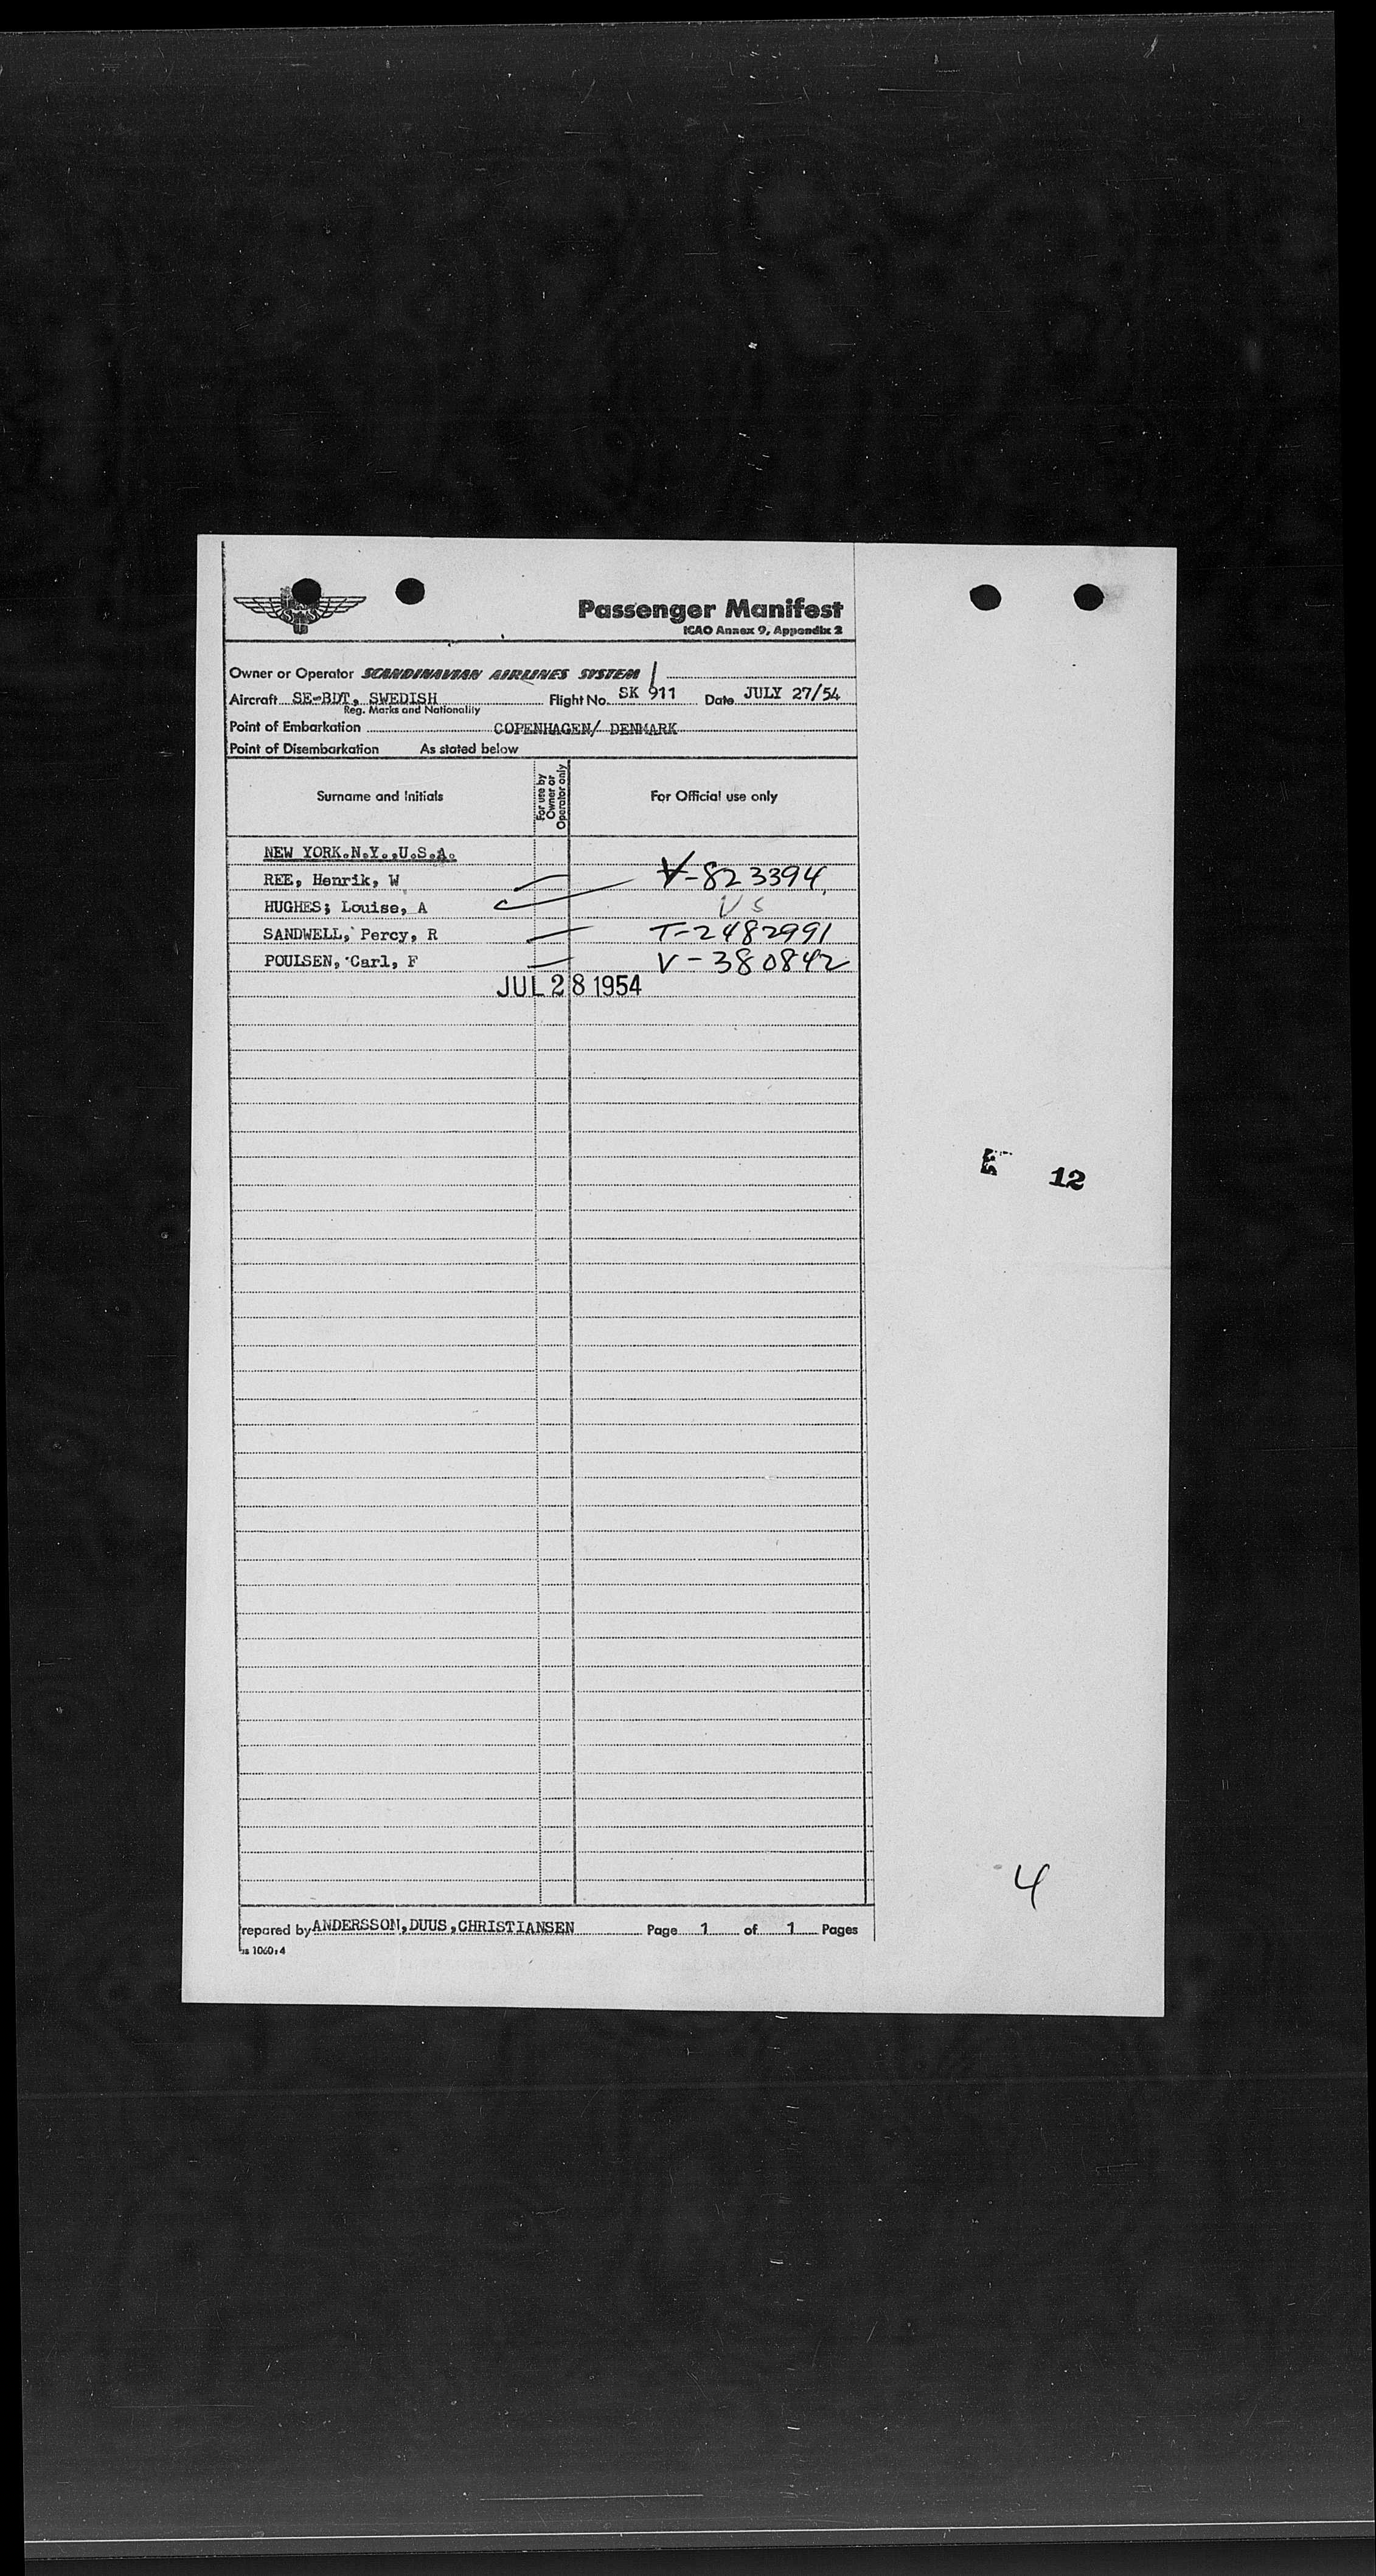 Passenger Manifest
ICAO Annex 9, Appendix 2
Owner or Operator SCANDINAVIAN AIRLINES SYSTEM
Aircraft SE-BDT, SWEDISH Flight No. SK 911 Date JULY 27/54
Reg. Marks and Nationality
Point of Embarkation COPENHAGEN/ DENMARK
Point of Disembarkation As stated below
Surname and Initials For use by Owner or Operator only For Official use only
NEW YORK.N.Y.,U.S.A.
REE, Henrik, W V-823394
HUGHES; Louise, A US
SANDWELL, Percy, R T-2482991
POULSEN, Carl, F V-380842
JUL 28 1954
12
4
repared by ANDERSSON,DUUS,CHRISTIANSEN Page 1 of 1 Pages
1060:4